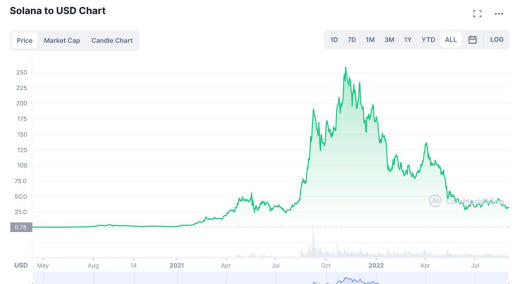 Solana to USD Chart
Price Market Cap Candle Chart
1D 7D 1M 3M 1Y YTD ALL LOG
250
225
200
175
150
125
100
75.0
50.0
25.0
0.78
USD May Aug 14 2021 Apr Jul Oct 2022 Apr Jul